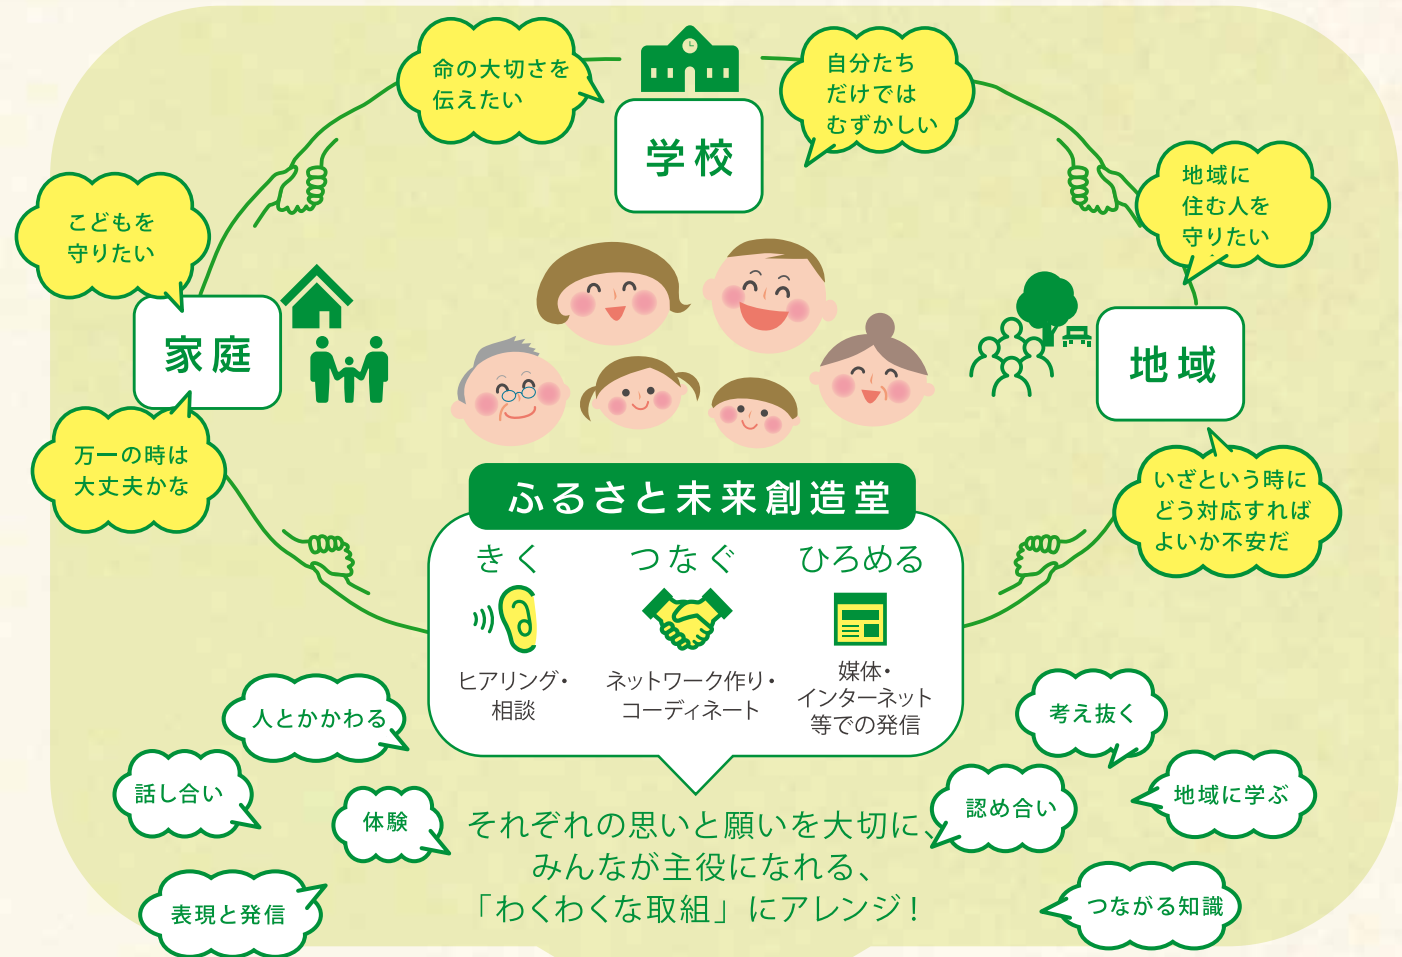 命の大切さを
伝えたい
学校
自分たち
だけでは
むずかしい
こどもを
守りたい
家庭
万一の時は
大丈夫かな
地域に
住む人を
守りたい
地域
いざという時に
どう対応すれば
よいか不安だ
ふるさと未来創造堂
きく
ヒアリング・
相談
つなぐ
ネットワーク作り・
コーディネート
ひろめる
媒体・
インターネット
等での発信
人とかかわる
話し合い
体験
表現と発信
それぞれの思いと願いを大切に、
みんなが主役になれる、
「わくわくな取組」にアレンジ！
考え抜く
認め合い
地域に学ぶ
つながる知識